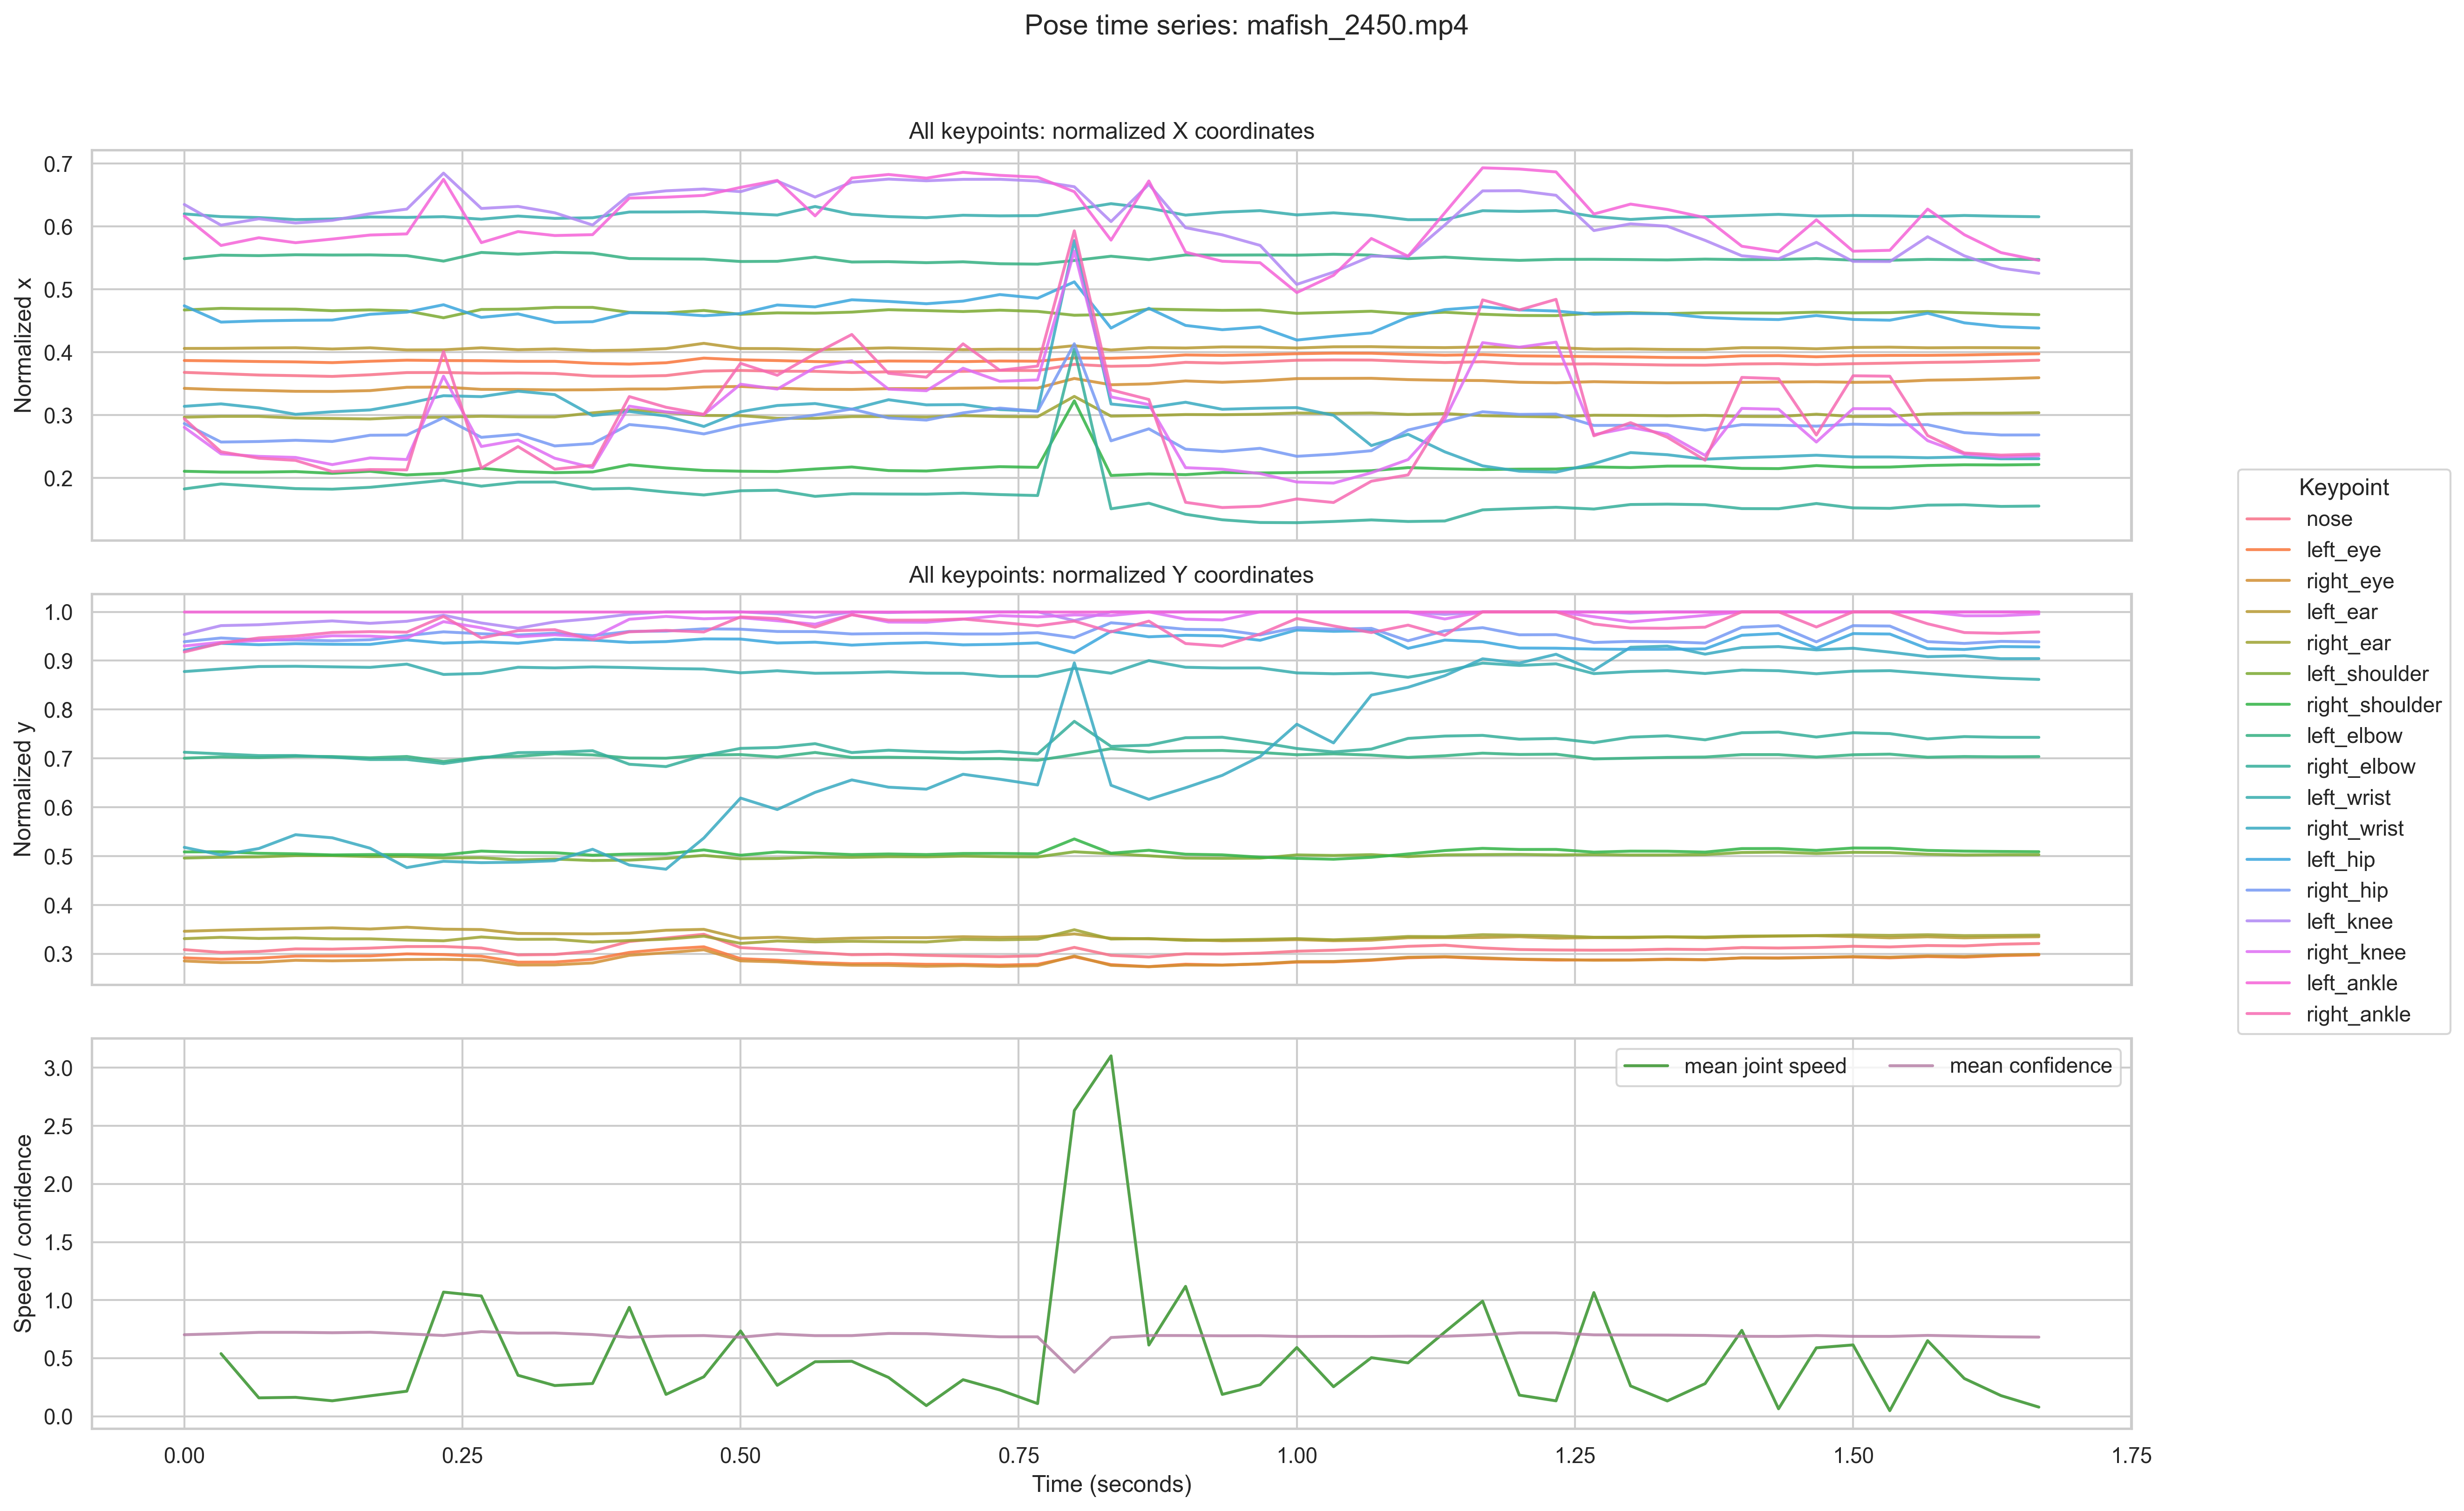 Pose time series: mafish_2450.mp4
All keypoints: normalized X coordinates
Normalized x
0.7
0.6
0.5
0.4
0.3
0.2
All keypoints: normalized Y coordinates
Normalized y
1.0
0.9
0.8
0.7
0.6
0.5
0.4
0.3
Keypoint
nose
left_eye
right_eye
left_ear
right_ear
left_shoulder
right_shoulder
left_elbow
right_elbow
left_wrist
right_wrist
left_hip
right_hip
left_knee
right_knee
left_ankle
right_ankle
Speed / confidence
3.0
2.5
2.0
1.5
1.0
0.5
0.0
mean joint speed mean confidence
0.00 0.25 0.50 0.75 1.00 1.25 1.50 1.75
Time (seconds)